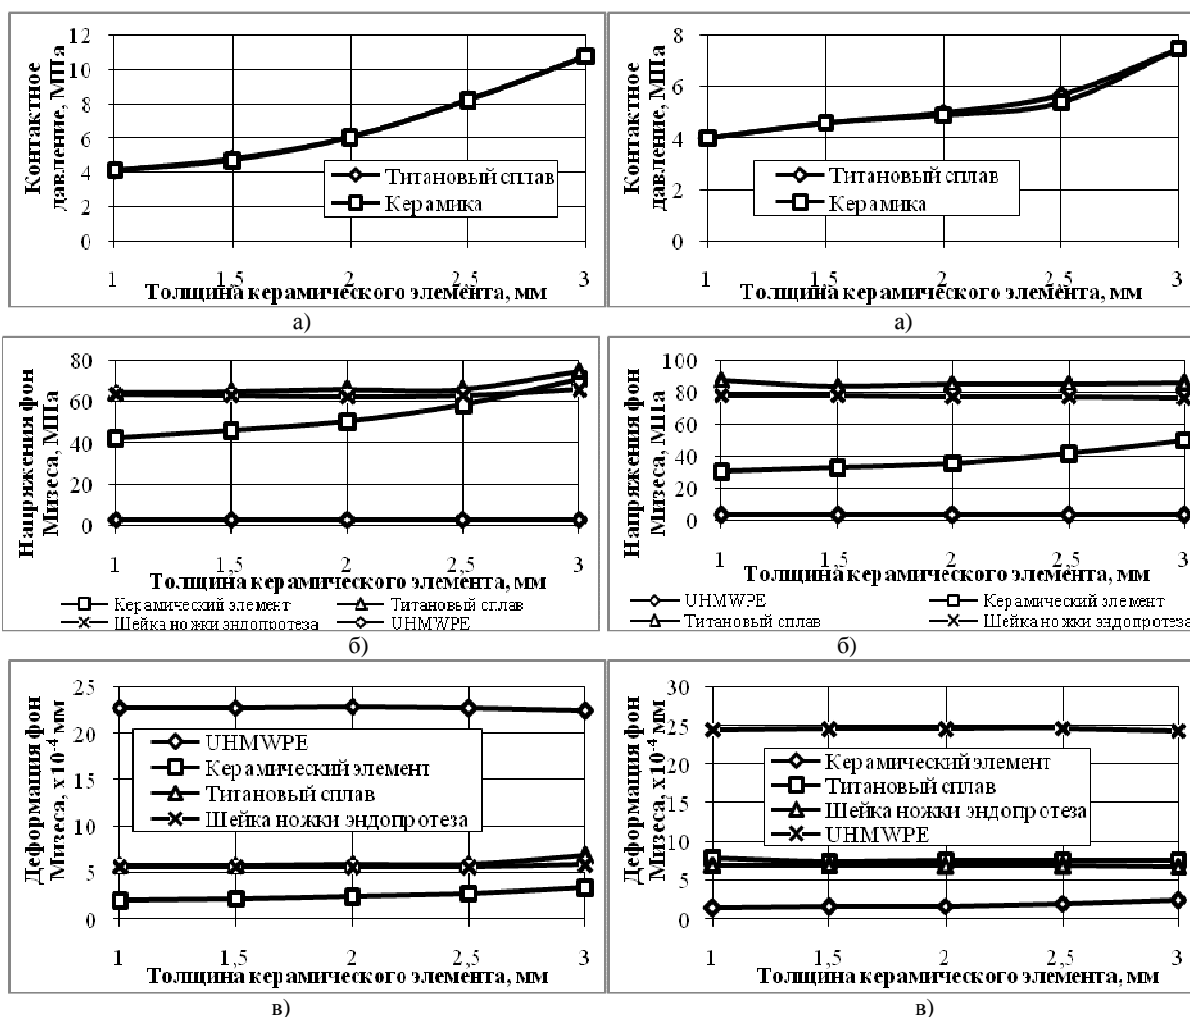 12
10
8
6
4
2
0
Контактное
давление, МПа
Титановый сплав
Керамика
1 1,5 2 2,5 3
Толщина керамического элемента, мм
а)
8
6
4
2
0
Контактное
давление, МПа
Титановый сплав
Керамика
1 1,5 2 2,5 3
Толщина керамического элемента, мм
а)
80
60
40
20
0
Напряжения фон
Мизеса, МПа
1 1,5 2 2,5 3
Толщина керамического элемента, мм
Керамический элемент Титановый сплав
Шейка ножки эндопротеза UHMWPE
б)
100
80
60
40
20
0
Напряжения фон
Мизеса, МПа
1 1,5 2 2,5 3
Толщина керамического элемента, мм
UHMWPE Керамический элемент
Титановый сплав Шейка ножки эндопротеза
б)
25
20
15
10
5
0
Деформация фон
Мизеса, х10⁻⁴ мм
UHMWPE
Керамический элемент
Титановый сплав
Шейка ножки эндопротеза
1 1,5 2 2,5 3
Толщина керамического элемента, мм
в)
30
25
20
15
10
5
0
Деформация фон
Мизеса, х10⁻⁴ мм
Керамический элемент
Титановый сплав
Шейка ножки эндопротеза
UHMWPE
1 1,5 2 2,5 3
Толщина керамического элемента, мм
в)